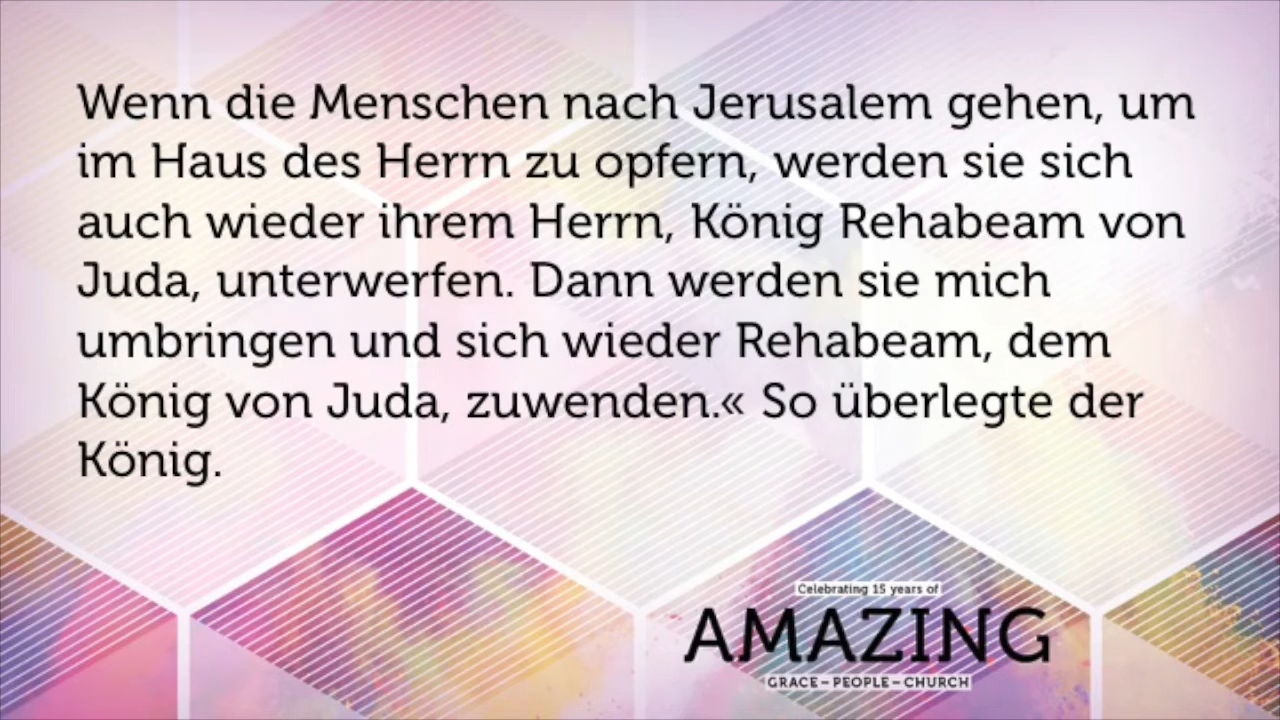 Wenn die Menschen nach Jerusalem gehen, um
im Haus des Herrn zu opfern, werden sie sich
auch wieder ihrem Herrn, König Rehabeam von
Juda, unterwerfen. Dann werden sie mich
umbringen und sich wieder Rehabeam, dem
König von Juda, zuwenden.« So überlegte der
König.
Celebrating 15 years of
AMAZING
GRACE – PEOPLE – CHURCH